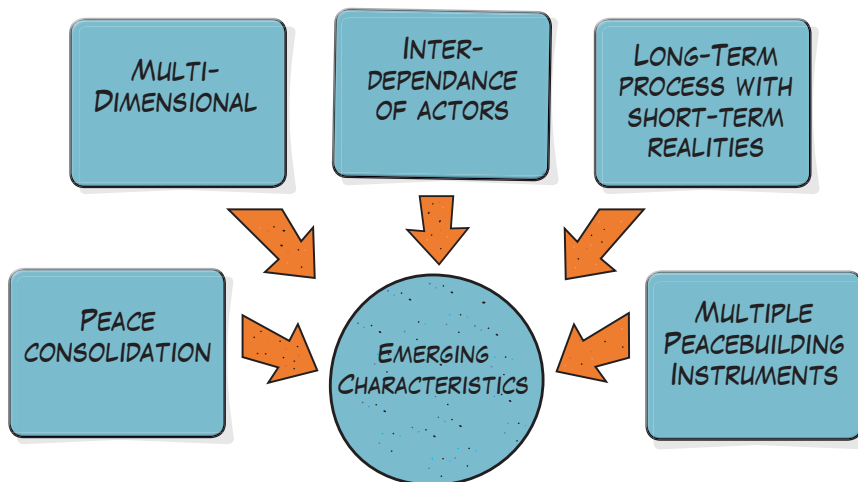 MULTI-
DIMENSIONAL
INTER-
DEPENDANCE
OF ACTORS
LONG-TERM
PROCESS WITH
SHORT-TERM
REALITIES
PEACE
CONSOLIDATION
EMERGING
CHARACTERISTICS
MULTIPLE
PEACEBUILDING
INSTRUMENTS